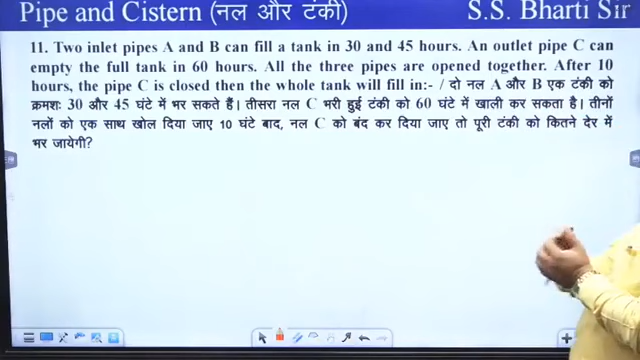 Pipe and Cistern (नल और टंकी)
S.S. Bharti Sir
11. Two inlet pipes A and B can fill a tank in 30 and 45 hours. An outlet pipe C can
empty the full tank in 60 hours. All the three pipes are opened together. After 10
hours, the pipe C is closed then the whole tank will fill in:- / दो नल A और B एक टंकी को
क्रमशः 30 और 45 घंटे में भर सकते हैं। तीसरा नल C भरी हुई टंकी को 60 घंटे में खाली कर सकता है। तीनों
नलों को एक साथ खोल दिया जाए 10 घंटे बाद, नल C को बंद कर दिया जाए तो पूरी टंकी को कितने देर में
भर जायेगी?